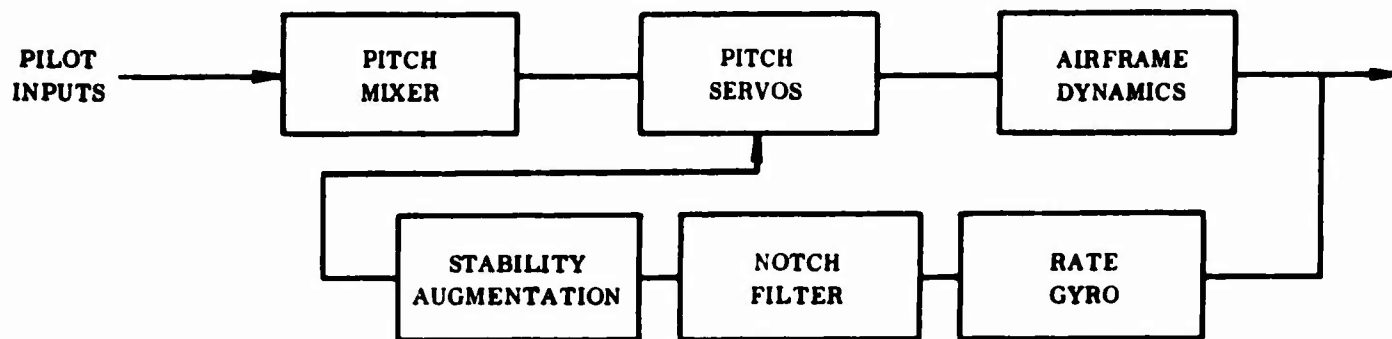 PILOT
INPUTS
PITCH
MIXER
PITCH
SERVOS
AIRFRAME
DYNAMICS
STABILITY
AUGMENTATION
NOTCH
FILTER
RATE
GYRO